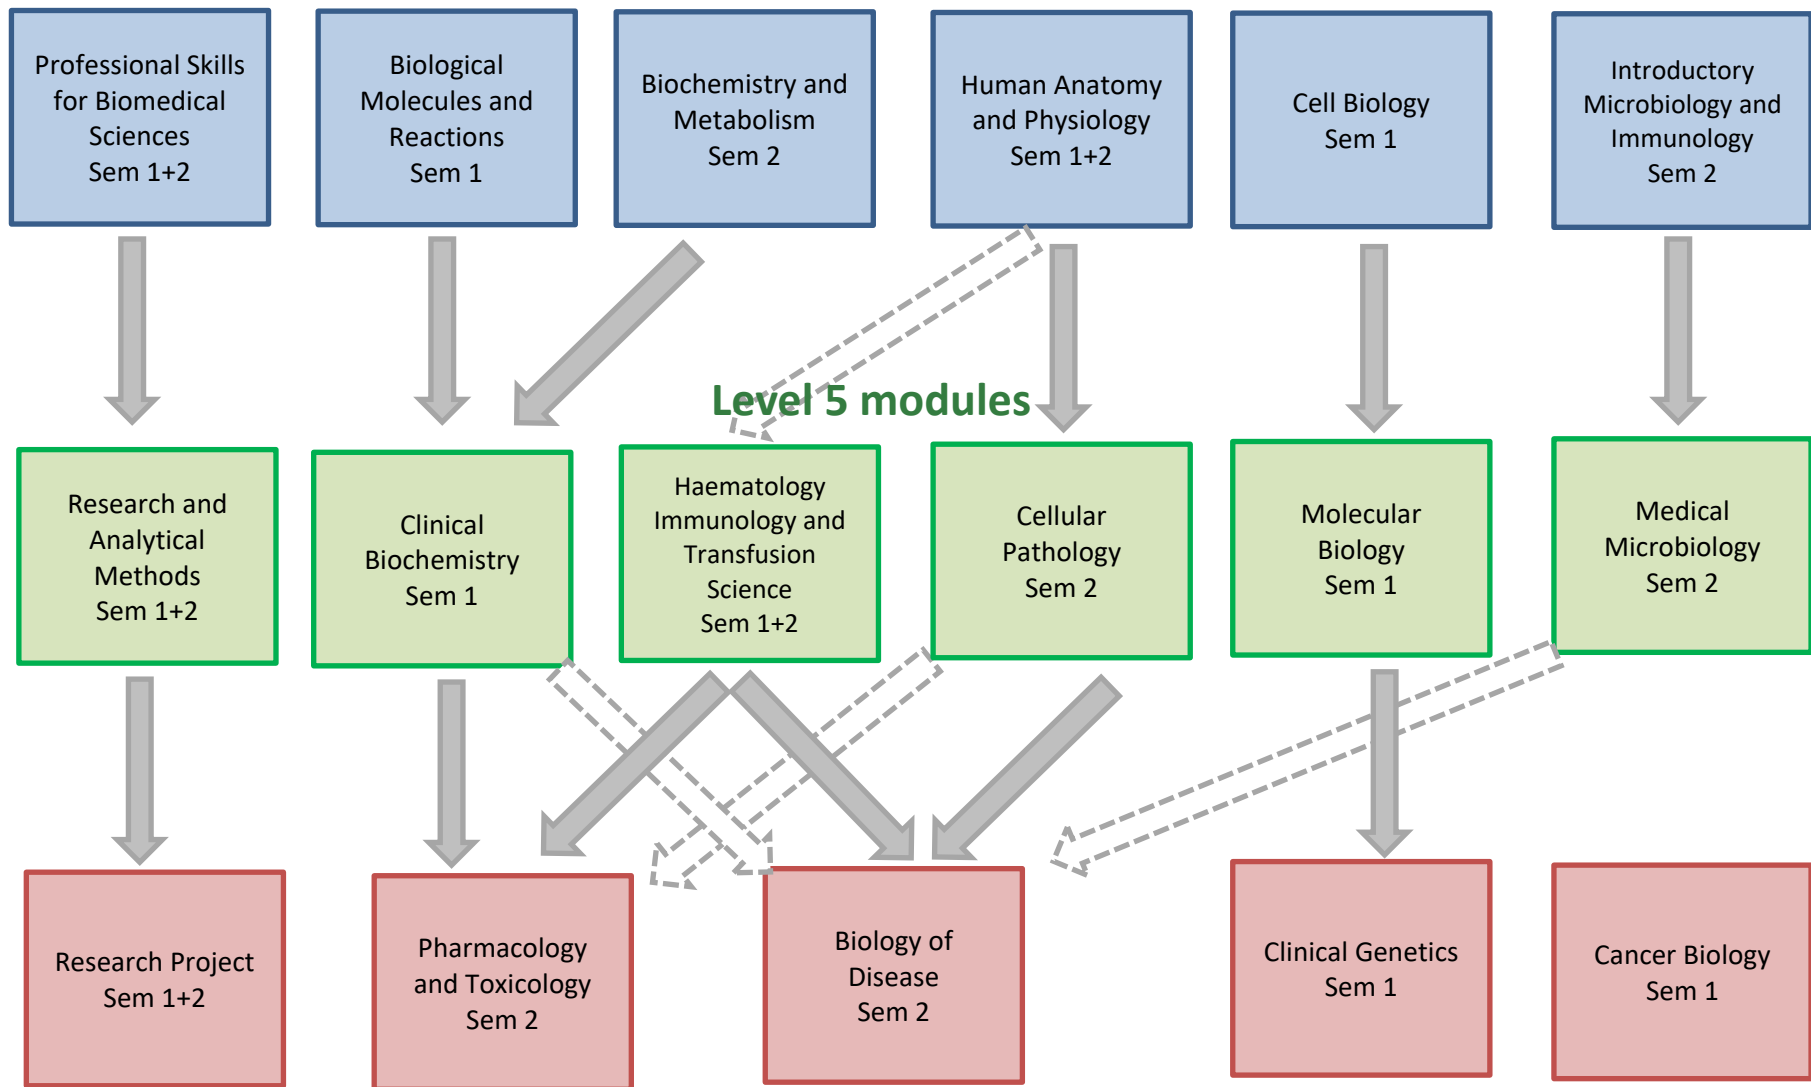 Professional Skills
for Biomedical
Sciences
Sem 1+2
Biological
Molecules and
Reactions
Sem 1
Biochemistry and
Metabolism
Sem 2
Human Anatomy
and Physiology
Sem 1+2
Cell Biology
Sem 1
Introductory
Microbiology and
Immunology
Sem 2
Level 5 modules
Research and
Analytical
Methods
Sem 1+2
Clinical
Biochemistry
Sem 1
Haematology
Immunology and
Transfusion
Science
Sem 1+2
Cellular
Pathology
Sem 2
Molecular
Biology
Sem 1
Medical
Microbiology
Sem 2
Research Project
Sem 1+2
Pharmacology
and Toxicology
Sem 2
Biology of
Disease
Sem 2
Clinical Genetics
Sem 1
Cancer Biology
Sem 1